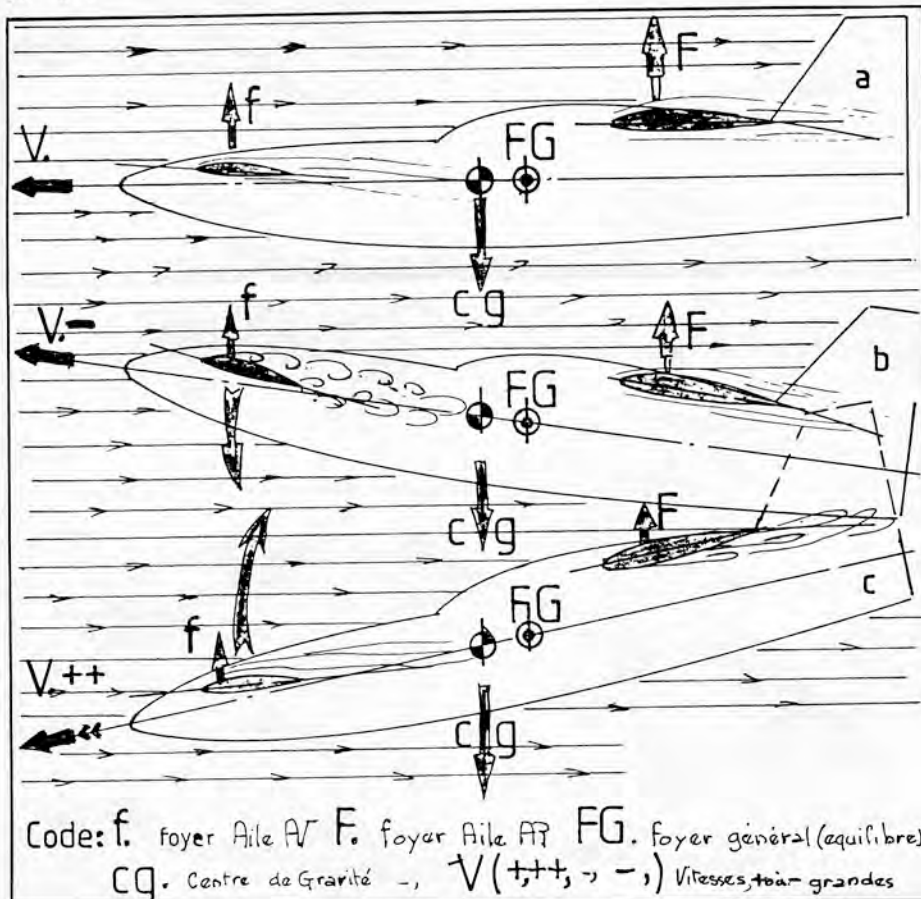 F
a
f
V.
FG
cg
f
V.-
F
b
FG
cg
F
c
FG
f
V++
cg
Code: f. foyer Aile AV F. foyer Aile AR FG. foyer général (equilibre)
cg. Centre de Gravité -, V(+,++, -, -,) Vitesses, + grandes